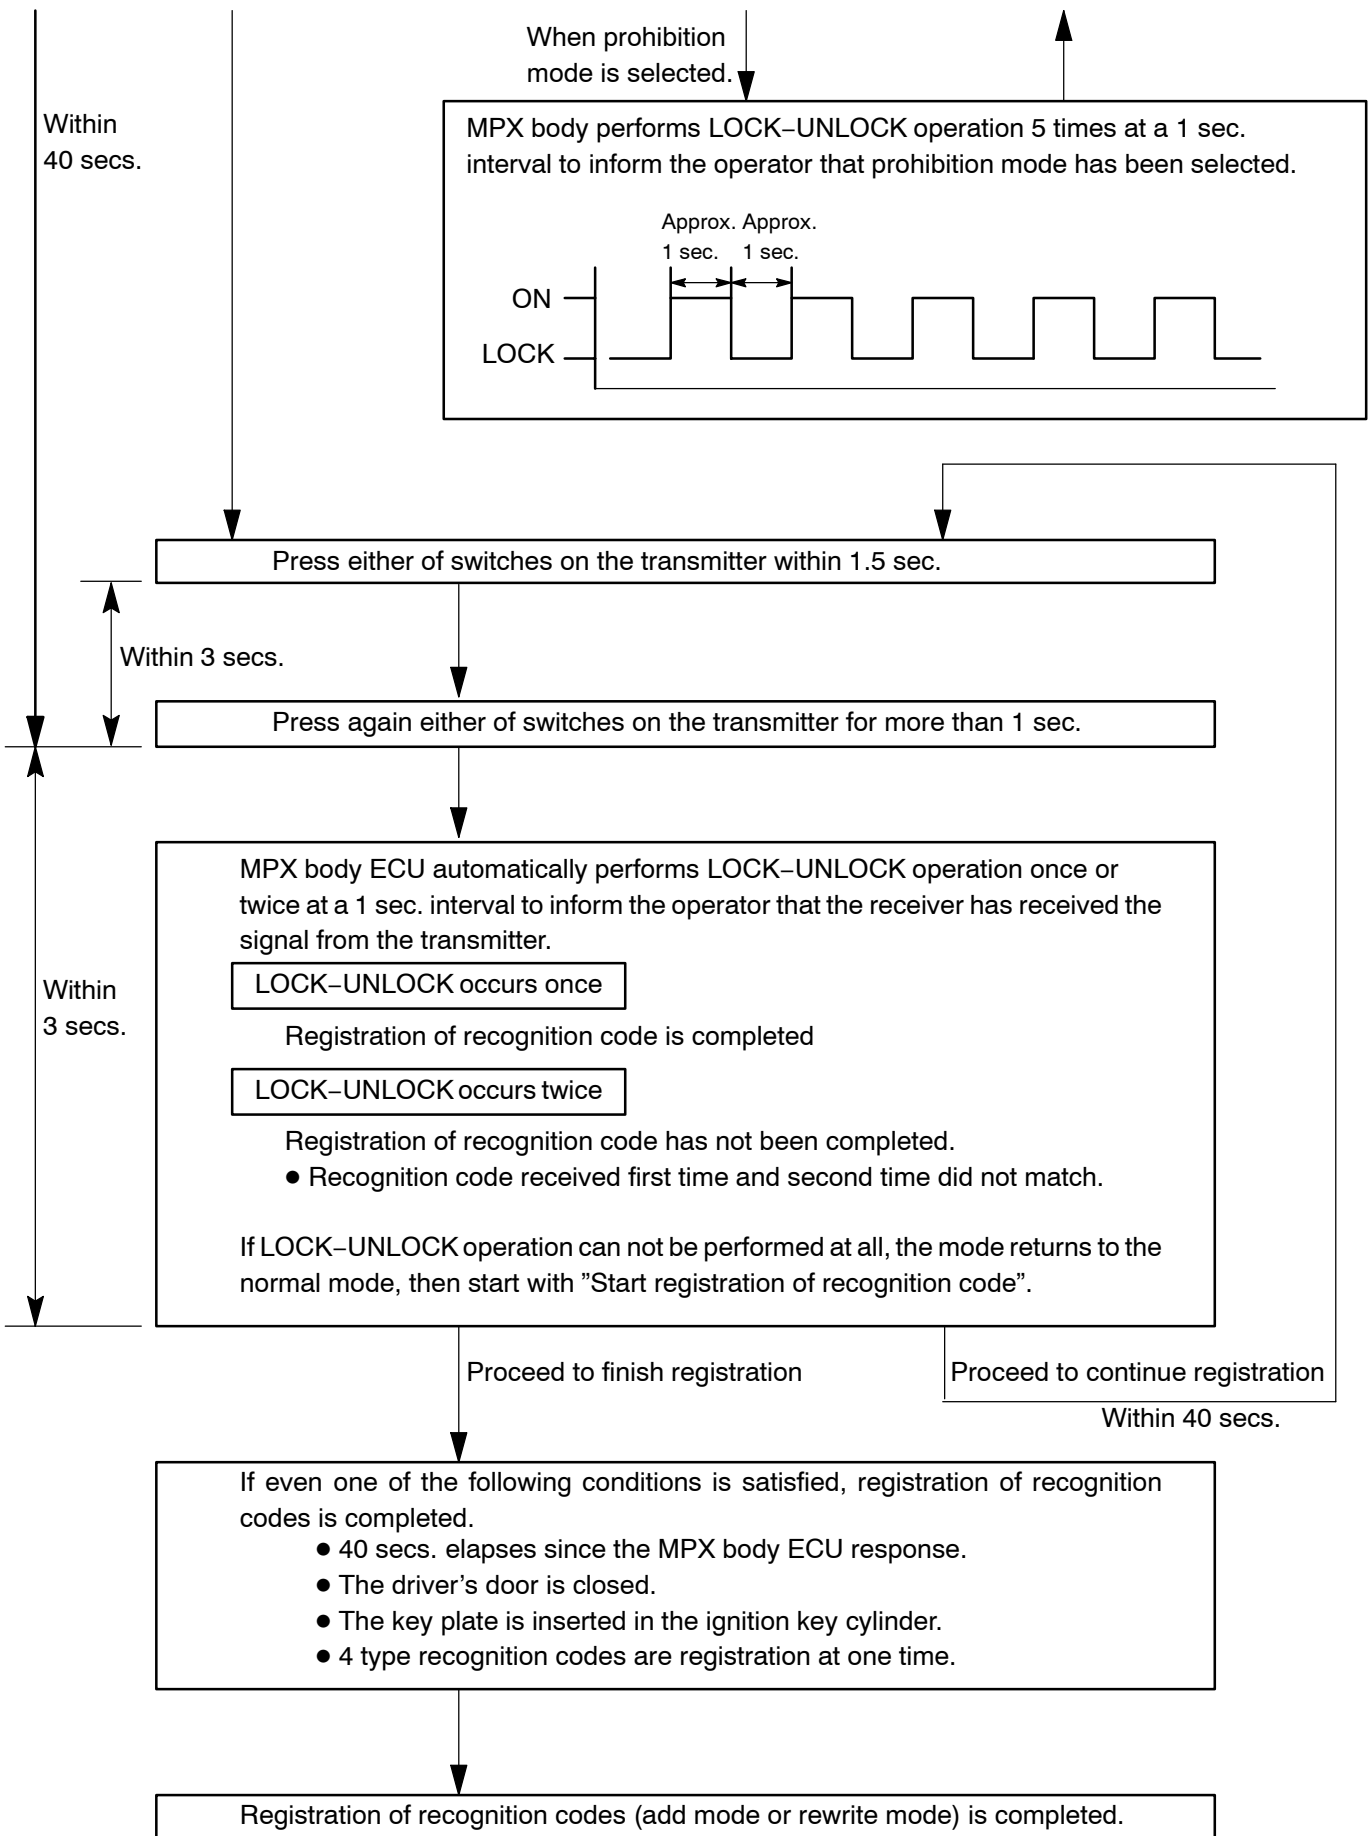 When prohibition
mode is selected.
Within
40 secs.
MPX body performs LOCK−UNLOCK operation 5 times at a 1 sec.
interval to inform the operator that prohibition mode has been selected.
Approx. Approx.
1 sec. 1 sec.
ON
LOCK
Press either of switches on the transmitter within 1.5 sec.
Within 3 secs.
Press again either of switches on the transmitter for more than 1 sec.
MPX body ECU automatically performs LOCK−UNLOCK operation once or
twice at a 1 sec. interval to inform the operator that the receiver has received the
signal from the transmitter.
LOCK−UNLOCK occurs once
Within
3 secs.
Registration of recognition code is completed
LOCK−UNLOCK occurs twice
Registration of recognition code has not been completed.
● Recognition code received first time and second time did not match.
If LOCK−UNLOCK operation can not be performed at all, the mode returns to the
normal mode, then start with ”Start registration of recognition code”.
Proceed to finish registration
Proceed to continue registration
Within 40 secs.
If even one of the following conditions is satisfied, registration of recognition
codes is completed.
● 40 secs. elapses since the MPX body ECU response.
● The driver’s door is closed.
● The key plate is inserted in the ignition key cylinder.
● 4 type recognition codes are registration at one time.
Registration of recognition codes (add mode or rewrite mode) is completed.